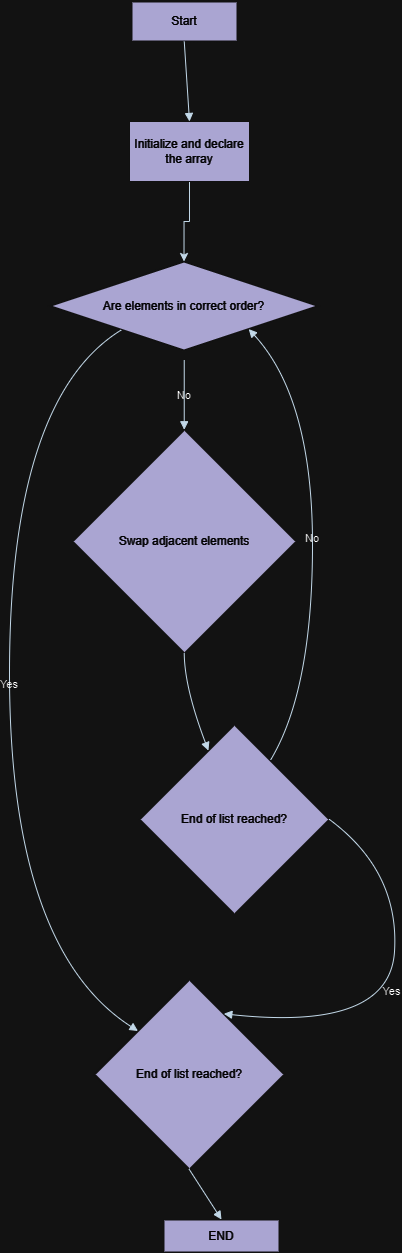 Start
Initialize and declare
the array
Are elements in correct order?
No
Swap adjacent elements
No
Yes
End of list reached?
Yes
End of list reached?
END